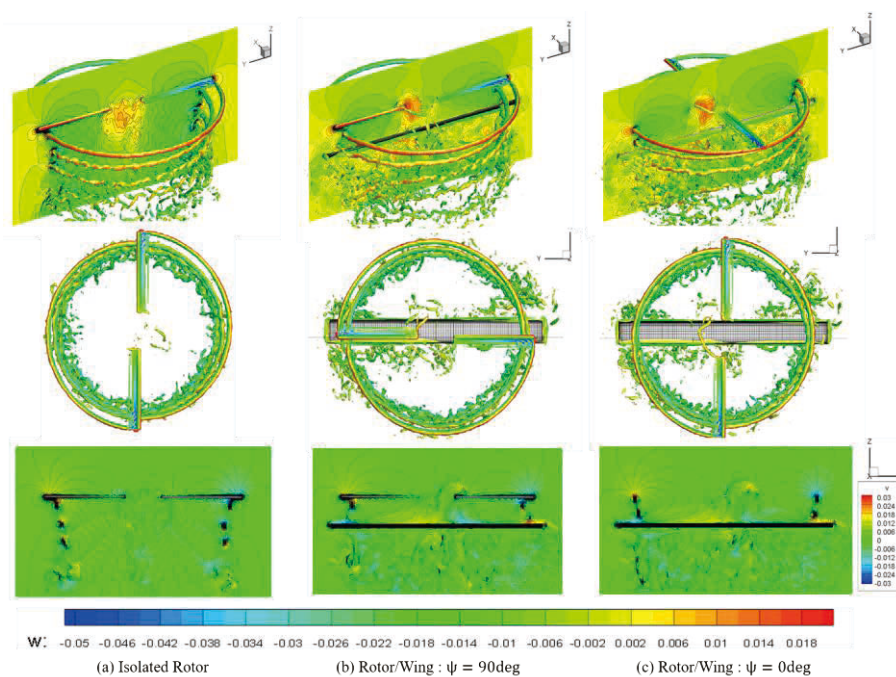 Z
X
Y
Z
X
Y
Z
X
Y
Y
X
Y
X
Z
v
0.03
0.024
0.018
0.012
0.006
0
-0.006
-0.012
-0.018
-0.024
-0.03
w: -0.05 -0.046 -0.042 -0.038 -0.034 -0.03 -0.026 -0.022 -0.018 -0.014 -0.01 -0.006 -0.002 0.002 0.006 0.01 0.014 0.018
(a) Isolated Rotor (b) Rotor/Wing : ψ = 90deg (c) Rotor/Wing : ψ = 0deg